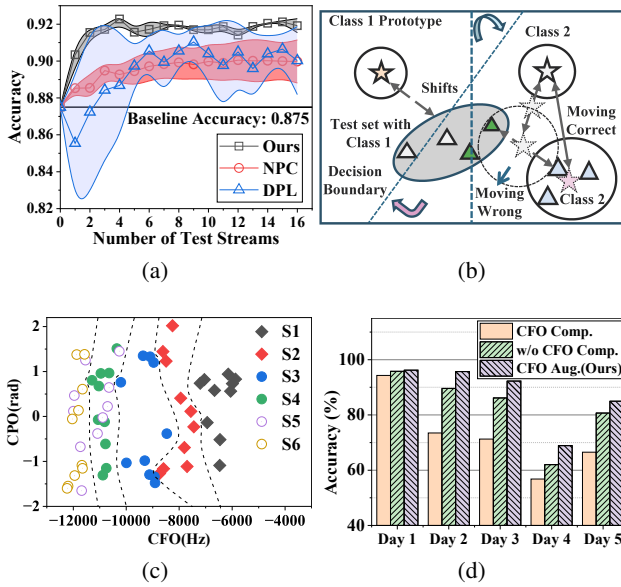 Accuracy
0.92
0.90
0.88
0.86
0.84
0.82
Baseline Accuracy: 0.875
Ours
NPC
DPL
0 2 4 6 8 10 12 14 16
Number of Test Streams
(a)
Class 1 Prototype
Class 2
Shifts
Test set with
Class 1
Moving
Correct
Decision
Boundary
Moving
Wrong
Class 2
(b)
CPO(rad)
2
1
0
−1
−2
S1
S2
S3
S4
S5
S6
−12000 −10000 −8000 −6000 −4000
CFO(Hz)
(c)
Accuracy (%)
100
80
60
40
CFO Comp.
w/o CFO Comp.
CFO Aug.(Ours)
Day 1 Day 2 Day 3 Day 4 Day 5
(d)